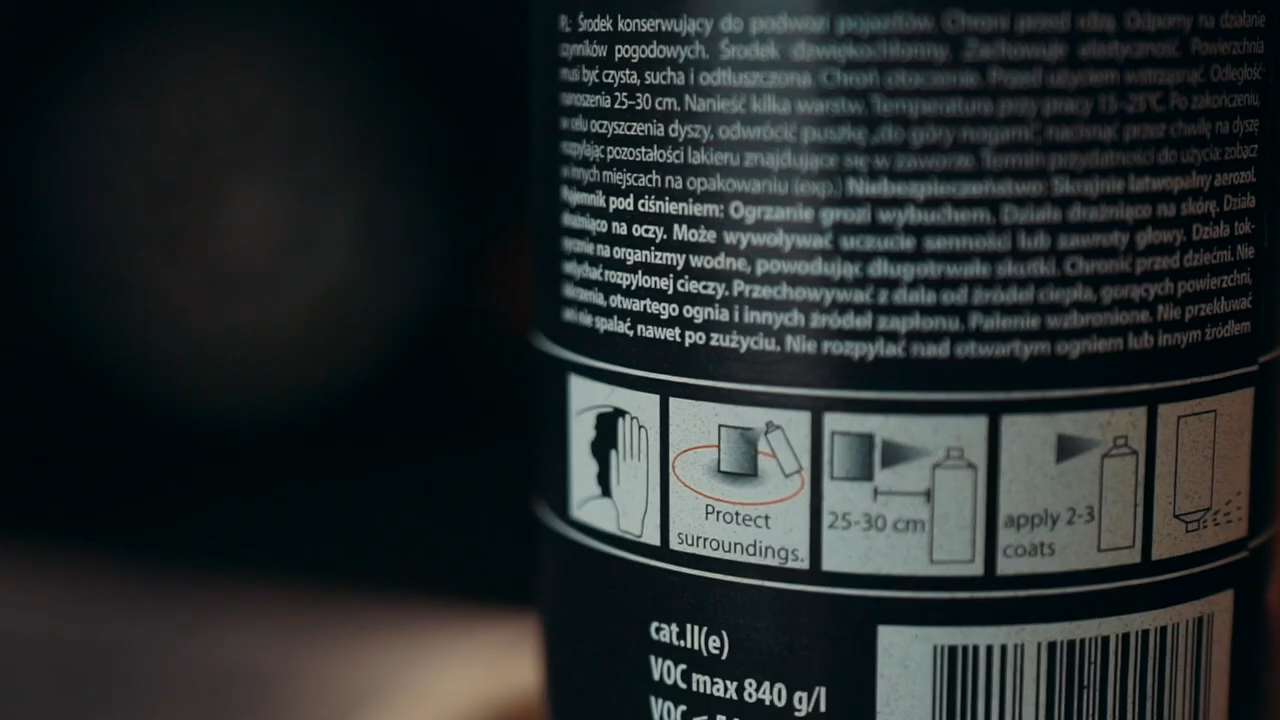 PL: Środek konserwujący do podwozi pojazdów. Chroni przed rdzą. Odporny na działanie
czynników pogodowych. Środek dźwiękochłonny. Zachowuje elastyczność. Powierzchnia
musi być czysta, sucha i odtłuszczona. Chroń otoczenie. Przed użyciem wstrząsnąć. Odległość
nanoszenia 25–30 cm. Nanieść kilka warstw. Temperatura przy pracy 15–25°C. Po zakończeniu,
w celu oczyszczenia dyszy, odwrócić puszkę „do góry nogami”, nacisnąć przez chwilę na dyszę
rozpylając pozostałości lakieru znajdujące się w zaworze. Termin przydatności do użycia: zobacz
w innych miejscach na opakowaniu (exp.) Niebezpieczeństwo: Skrajnie łatwopalny aerozol.
Pojemnik pod ciśnieniem: Ogrzanie grozi wybuchem. Działa drażniąco na skórę. Działa
drażniąco na oczy. Może wywoływać uczucie senności lub zawroty głowy. Działa tok-
sycznie na organizmy wodne, powodując długotrwałe skutki. Chronić przed dziećmi. Nie
wdychać rozpylonej cieczy. Przechowywać z dala od źródeł ciepła, gorących powierzchni,
iskrzenia, otwartego ognia i innych źródeł zapłonu. Palenie wzbronione. Nie przekłuwać
ani nie spalać, nawet po zużyciu. Nie rozpylać nad otwartym ogniem lub innym źródłem
Protect
surroundings.
25-30 cm
apply 2-3
coats
cat.II(e)
VOC max 840 g/l
VOC